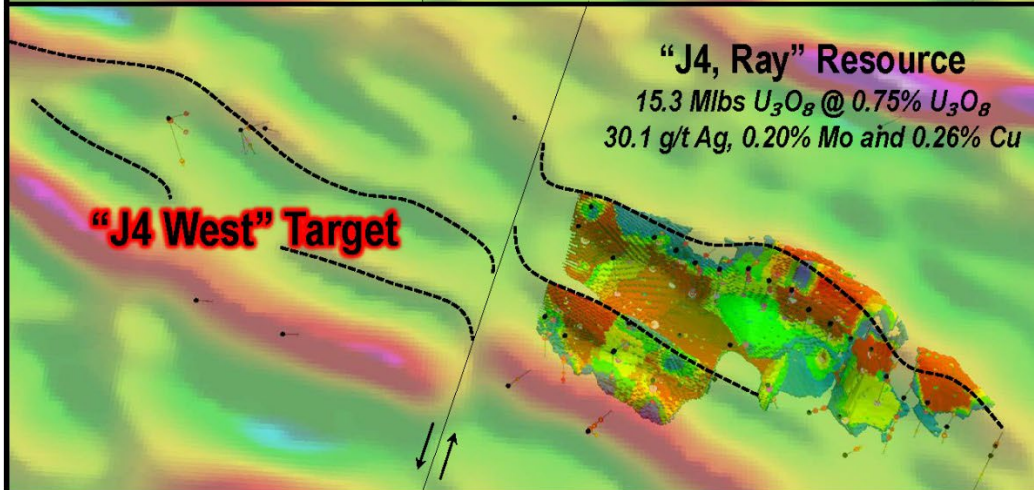 “J4, Ray” Resource
15.3 Mlbs U₃O₈ @ 0.75% U₃O₈
30.1 g/t Ag, 0.20% Mo and 0.26% Cu
“J4 West” Target